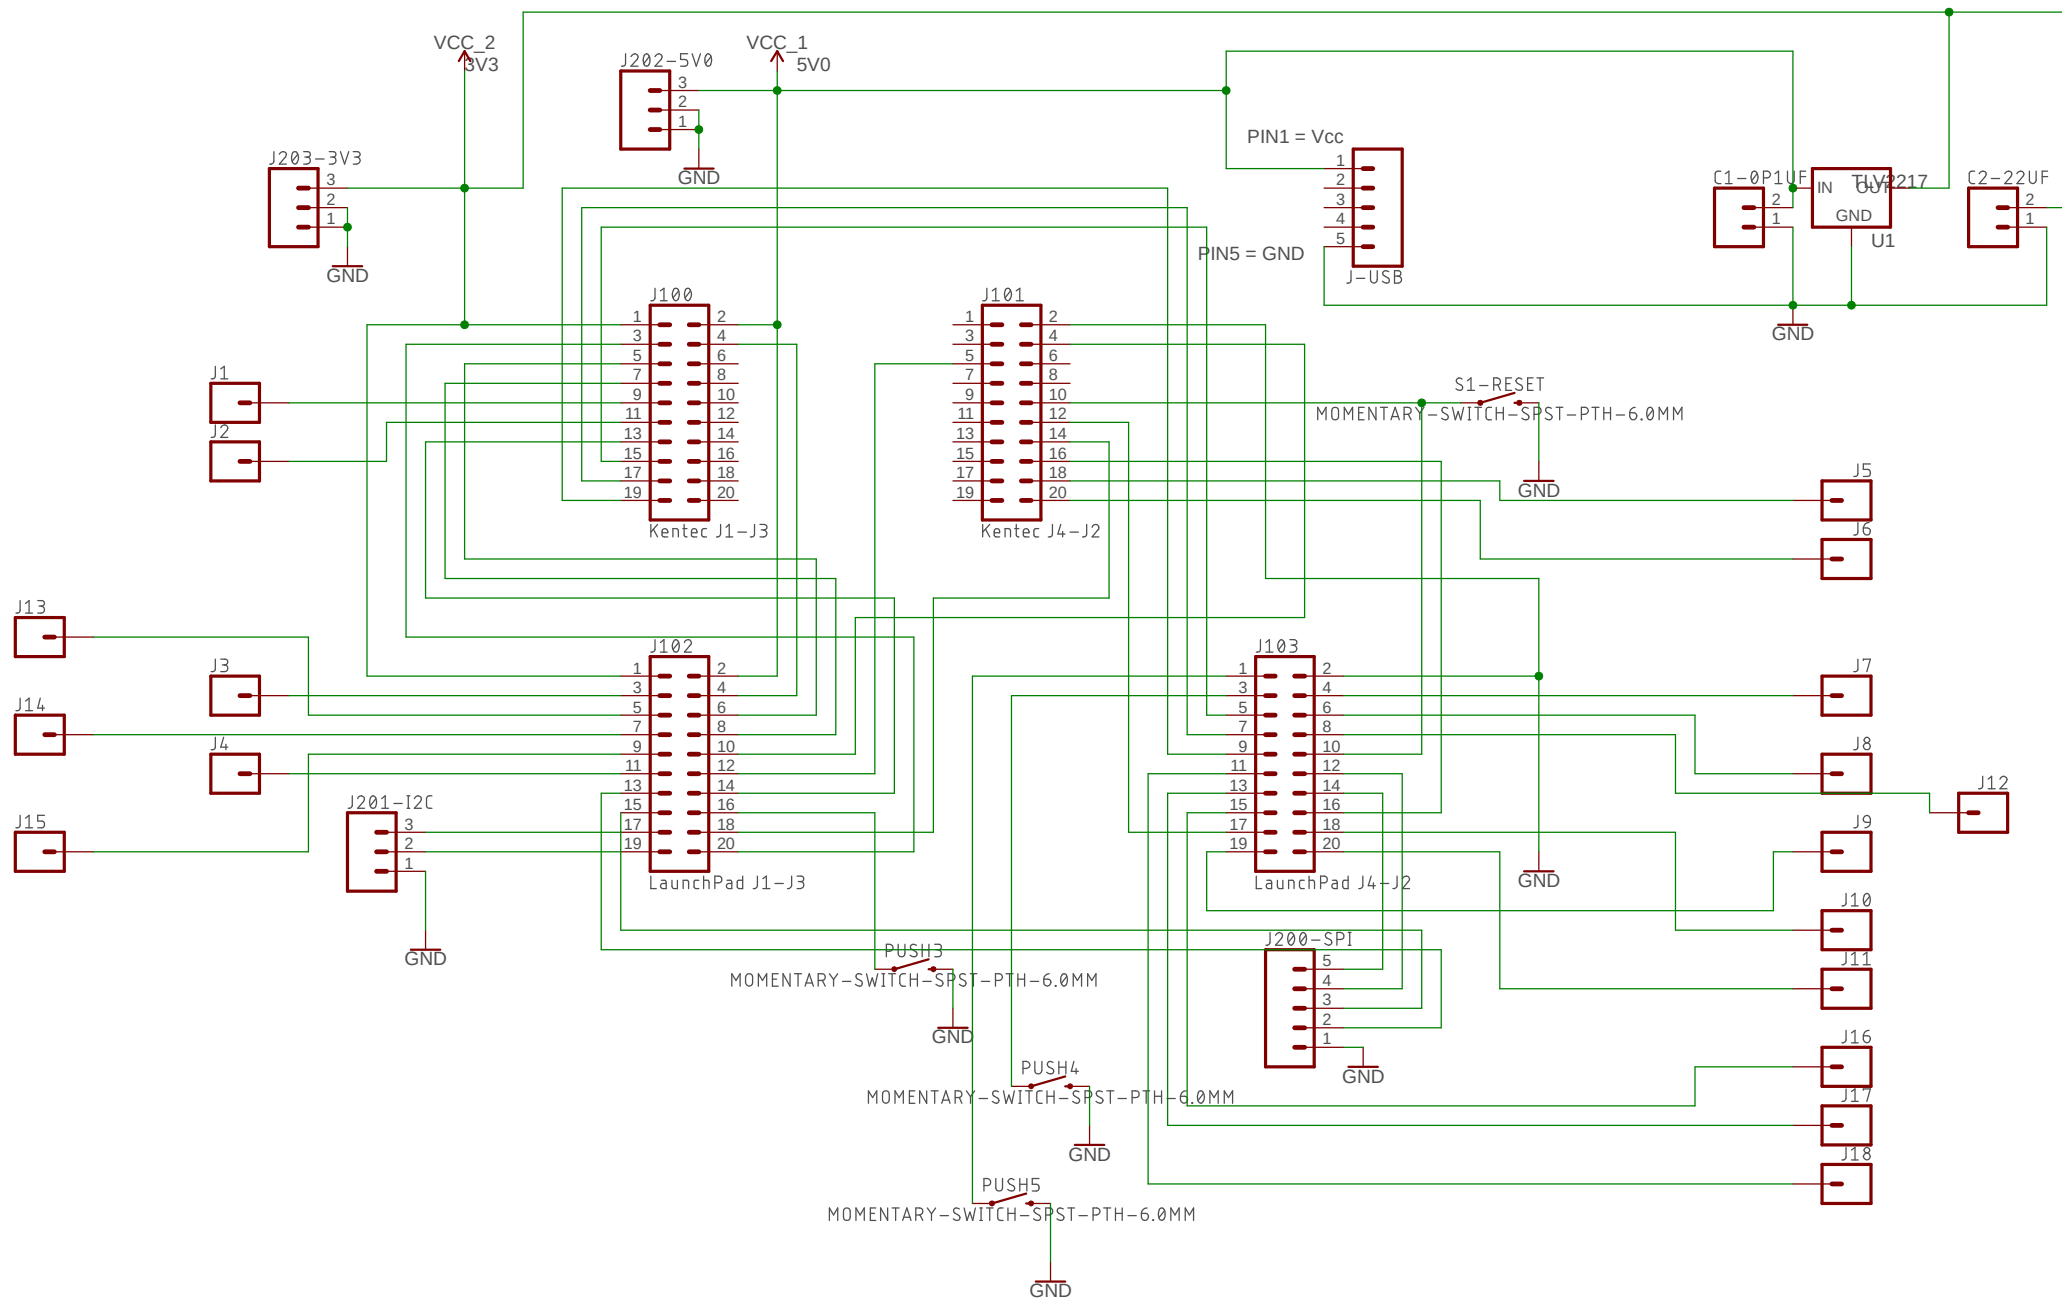 VCC_2
3V3
J202-5V0
3
2
1
GND
VCC_1
5V0
J203-3V3
3
2
1
GND
PIN1 = Vcc
1
2
3
4
5
PIN5 = GND
J-USB
C1-0P1UF
2
1
IN
OUT
GND
TLV2217
U1
C2-22UF
2
1
GND
J100
1 2
3 4
5 6
7 8
9 10
11 12
13 14
15 16
17 18
19 20
Kentec J1-J3
J101
1 2
3 4
5 6
7 8
9 10
11 12
13 14
15 16
17 18
19 20
Kentec J4-J2
J1
J2
S1-RESET
MOMENTARY-SWITCH-SPST-PTH-6.0MM
GND
J5
J6
J13
J3
J14
J4
J15
J201-I2C
3
2
1
GND
J102
1 2
3 4
5 6
7 8
9 10
11 12
13 14
15 16
17 18
19 20
LaunchPad J1-J3
J103
1 2
3 4
5 6
7 8
9 10
11 12
13 14
15 16
17 18
19 20
LaunchPad J4-J2
GND
J7
J8
J12
J9
J10
J11
J200-SPI
5
4
3
2
1
GND
PUSH3
MOMENTARY-SWITCH-SPST-PTH-6.0MM
GND
PUSH4
MOMENTARY-SWITCH-SPST-PTH-6.0MM
GND
PUSH5
MOMENTARY-SWITCH-SPST-PTH-6.0MM
GND
J16
J17
J18